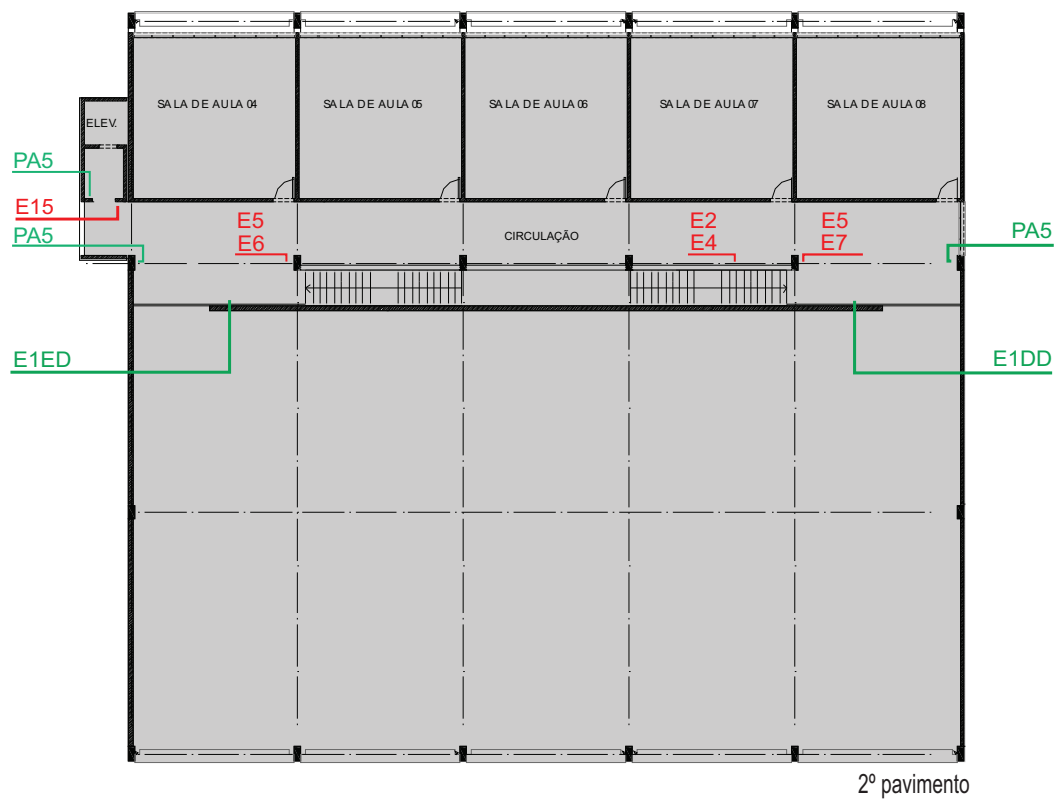 SALA DE AULA 04
SALA DE AULA 05
SALA DE AULA 06
SALA DE AULA 07
SALA DE AULA 08
ELEV.
PA5
E15
PA5
E5
E6
CIRCULAÇÃO
E2
E4
E5
E7
PA5
E1ED
E1DD
2º pavimento